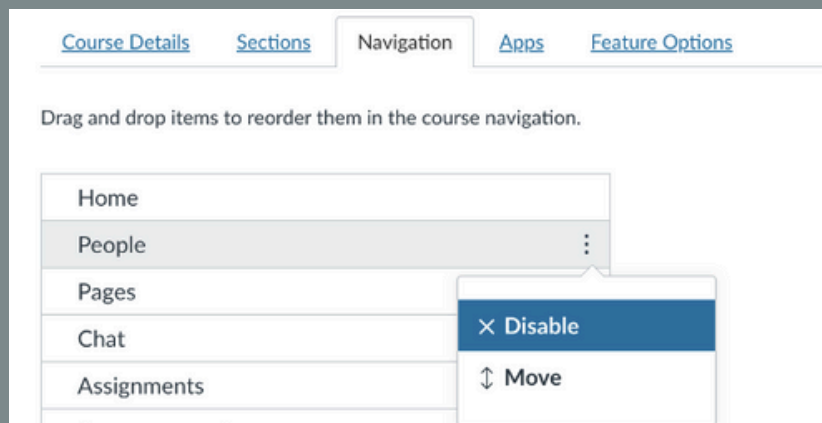 Course Details Sections Navigation Apps Feature Options
Drag and drop items to reorder them in the course navigation.
Home
People
Pages
Disable
Chat
Move
Assignments